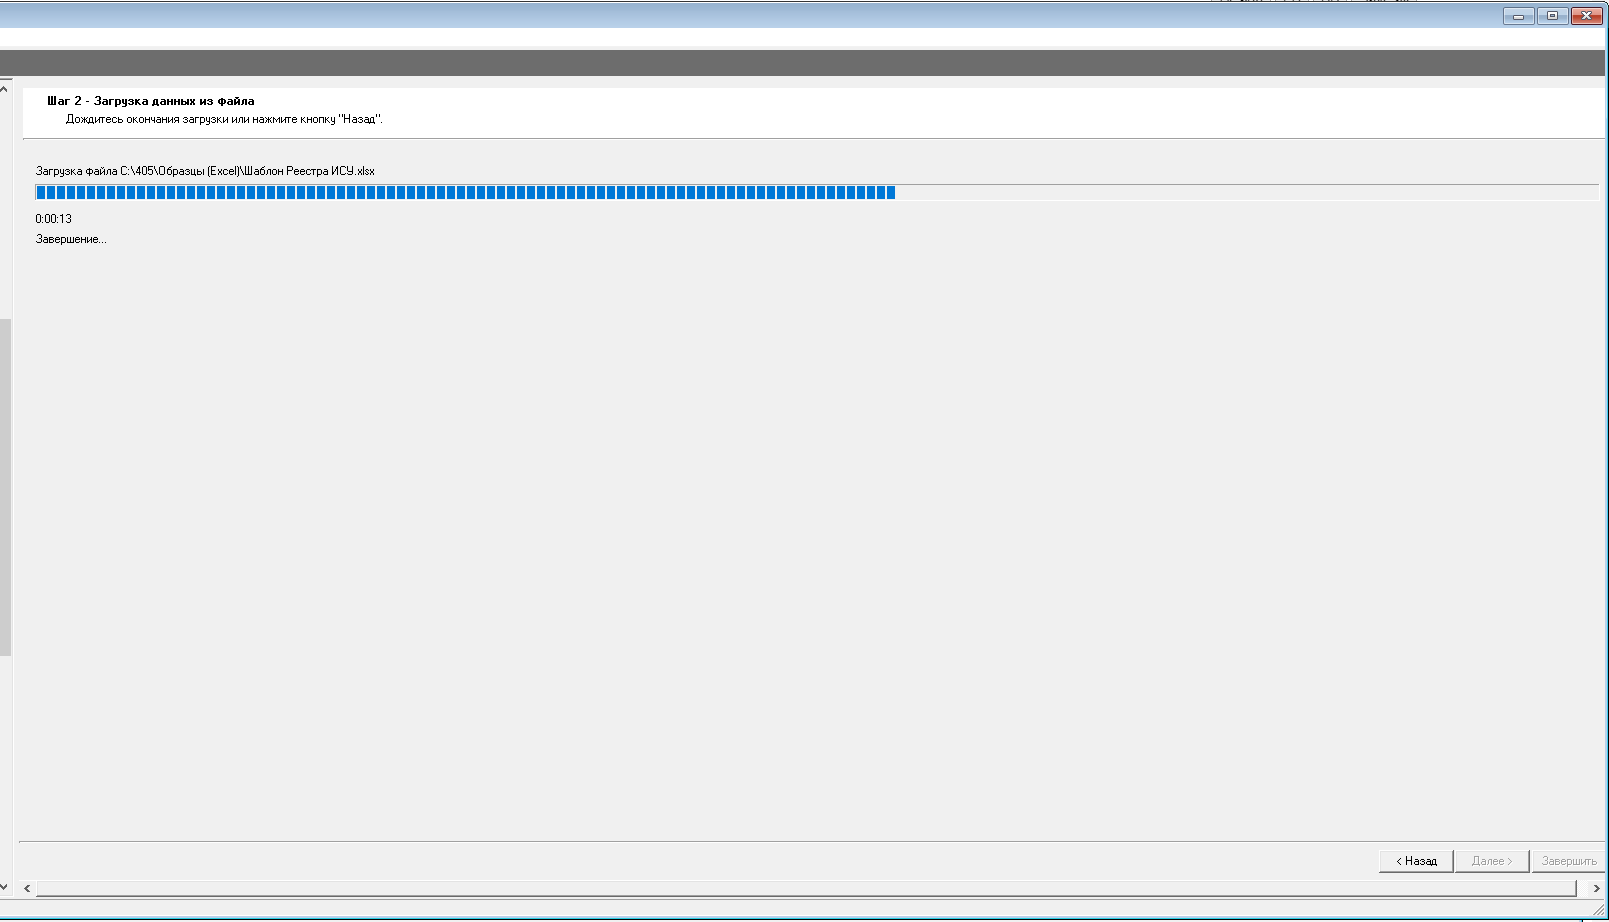 Шаг 2 - Загрузка данных из файла
Дождитесь окончания загрузки или нажмите кнопку "Назад".
Загрузка файла C:\405\Образцы (Excel)\Шаблон Реестра ИСУ.xlsx
0:00:13
Завершение...
< Назад
Далее >
Завершить